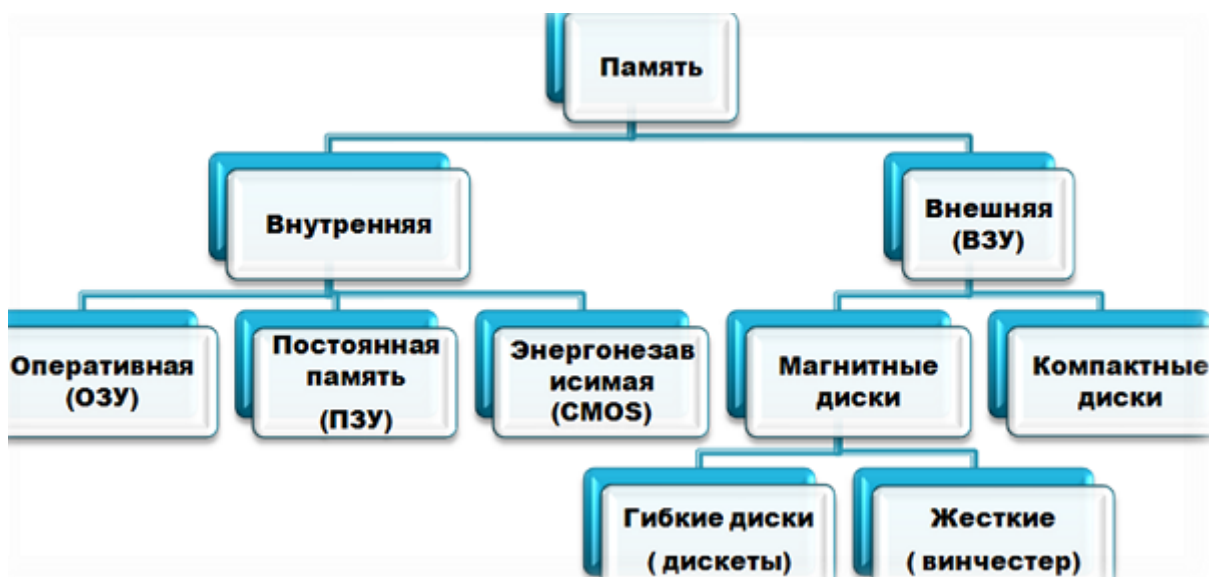 Память
Внутренняя
Внешняя
(ВЗУ)
Оперативная
(ОЗУ)
Постоянная
память
(ПЗУ)
Энергонезав
исимая
(CMOS)
Магнитные
диски
Компактные
диски
Гибкие диски
( дискеты)
Жесткие
( винчестер)